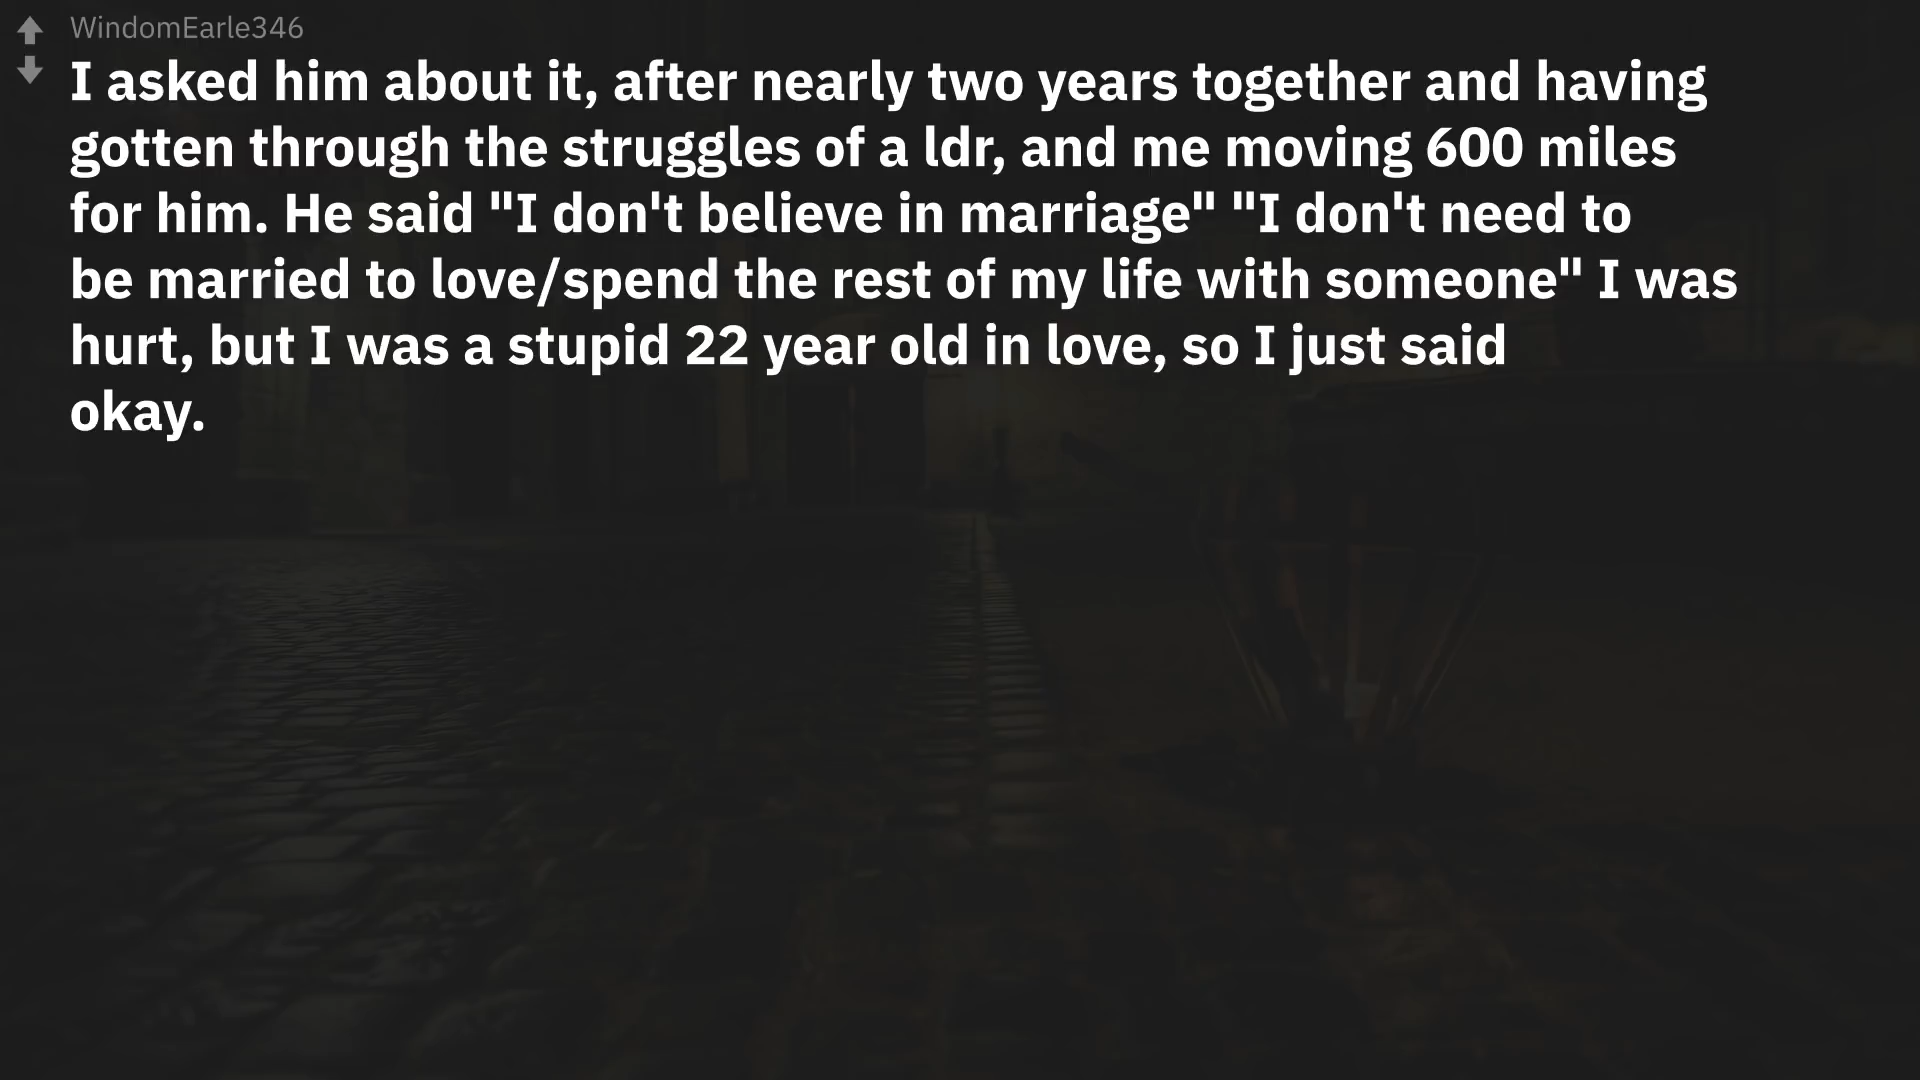 WindomEarle346
I asked him about it, after nearly two years together and having
gotten through the struggles of a ldr, and me moving 600 miles
for him. He said "I don't believe in marriage" "I don't need to
be married to love/spend the rest of my life with someone" I was
hurt, but I was a stupid 22 year old in love, so I just said
okay.